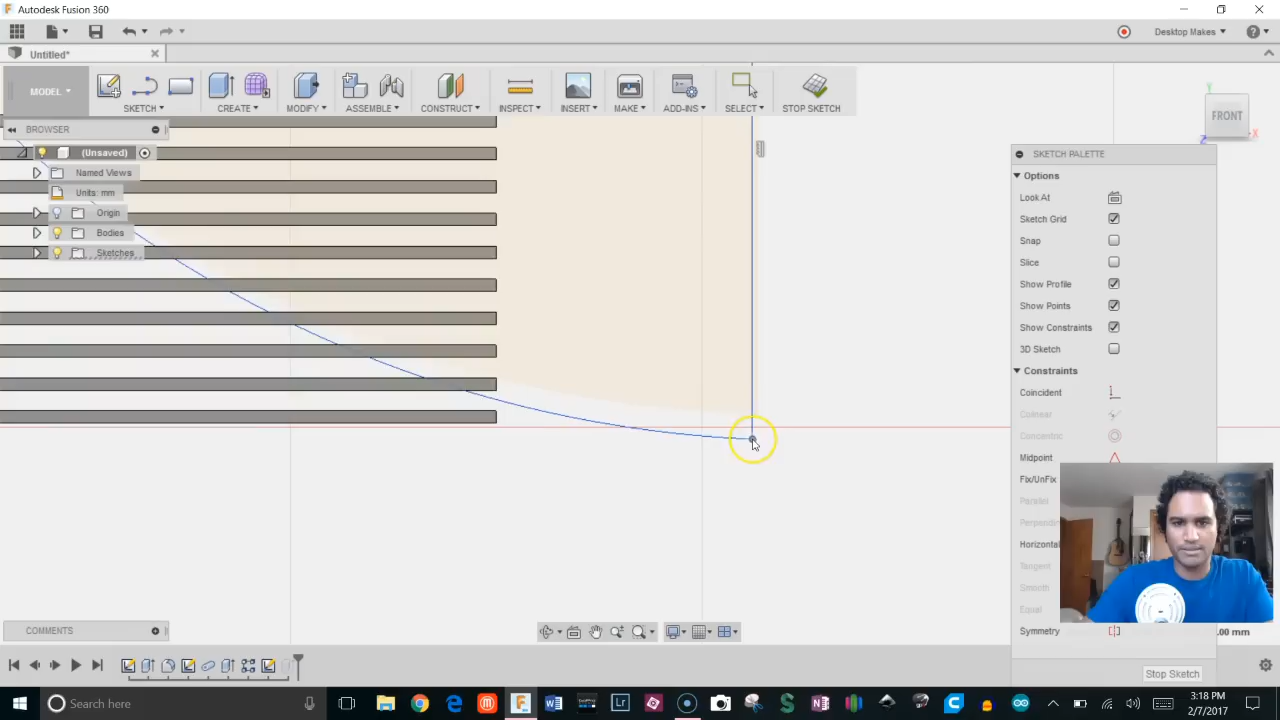 Autodesk Fusion 360
Desktop Makes
Untitled*
MODEL
SKETCH
CREATE
MODIFY
ASSEMBLE
CONSTRUCT
INSPECT
INSERT
MAKE
ADD-INS
SELECT
STOP SKETCH
BROWSER
(Unsaved)
Named Views
Units: mm
Origin
Bodies
Sketches
Y
FRONT
X
Z
SKETCH PALETTE
Options
Look At
Sketch Grid
Snap
Slice
Show Profile
Show Points
Show Constraints
3D Sketch
Constraints
Coincident
Colinear
Concentric
Midpoint
Fix/UnFix
Parallel
Perpend
Horizontal
Tangent
Smooth
Equal
Symmetry
.00 mm
Stop Sketch
COMMENTS
Search here
3:18 PM
2/7/2017